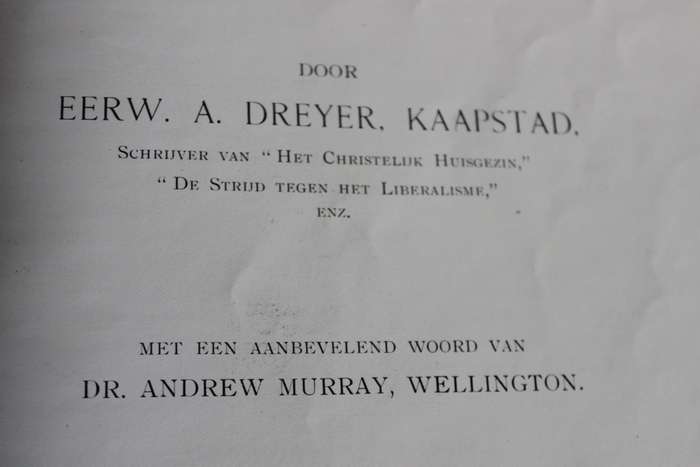 DOOR
EERW. A. DREYER, KAAPSTAD,
SCHRIJVER VAN “ HET CHRISTELIJK HUISGEZIN,”
“ DE STRIJD TEGEN HET LIBERALISME,”
ENZ.
MET EEN AANBEVELEND WOORD VAN
DR. ANDREW MURRAY, WELLINGTON.